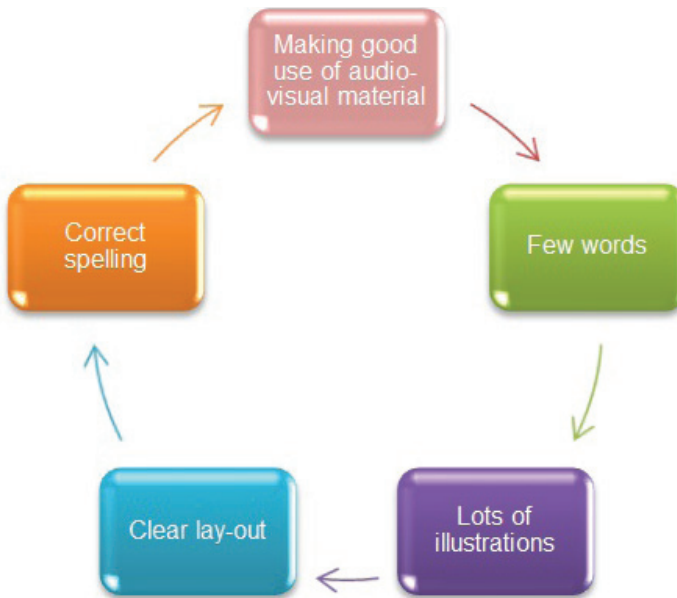 Making good
use of audio-
visual material
Few words
Lots of
illustrations
Clear lay-out
Correct
spelling